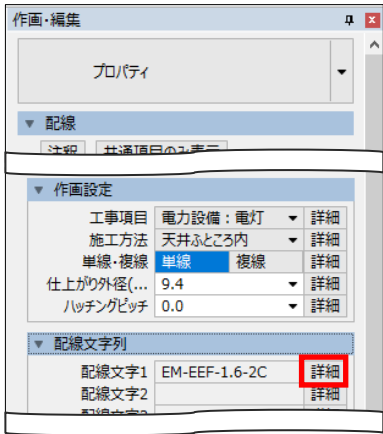 作画・編集
プロパティ
配線
注釈 共通項目のみ表示
作画設定
工事項目 電力設備：電灯 詳細
施工方法 天井ふところ内 詳細
単線・複線 単線 複線 詳細
仕上がり外径(... 9.4 詳細
ハッチングピッチ 0.0 詳細
配線文字列
配線文字1 EM-EEF-1.6-2C 詳細
配線文字2 詳細